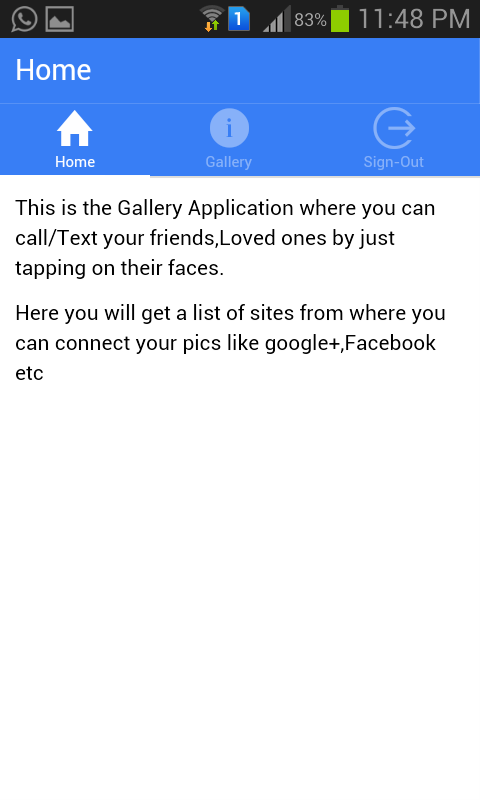 1 83% 11:48 PM
Home
Home Gallery Sign-Out
This is the Gallery Application where you can
call/Text your friends,Loved ones by just
tapping on their faces.
Here you will get a list of sites from where you
can connect your pics like google+,Facebook
etc